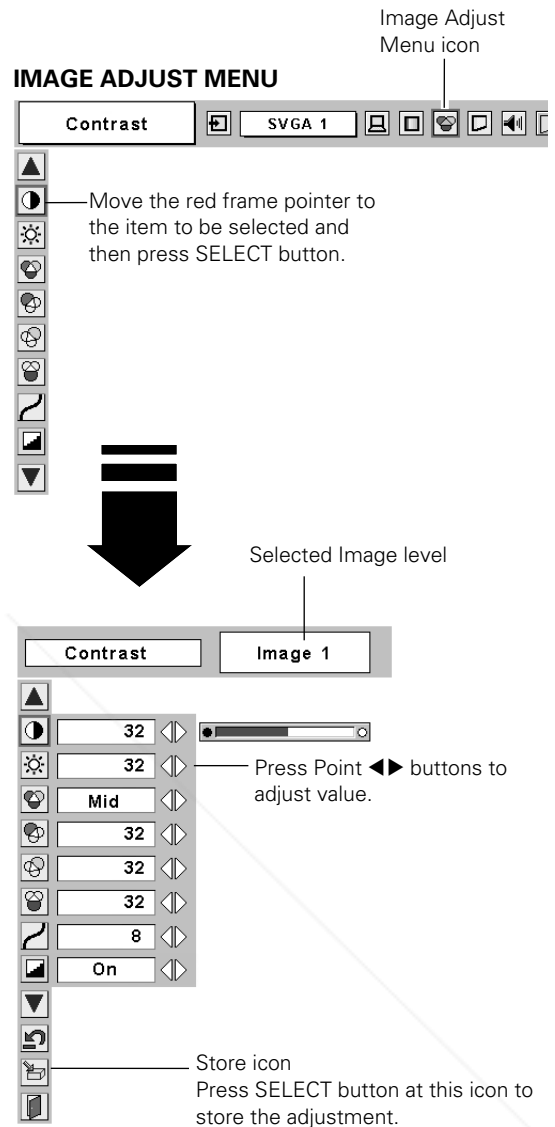 Image Adjust
Menu icon
IMAGE ADJUST MENU
Contrast
SVGA 1
Move the red frame pointer to
the item to be selected and
then press SELECT button.
Selected Image level
Contrast
Image 1
32
32
Press Point ◀▶ buttons to
adjust value.
Mid
32
32
32
8
On
Store icon
Press SELECT button at this icon to
store the adjustment.